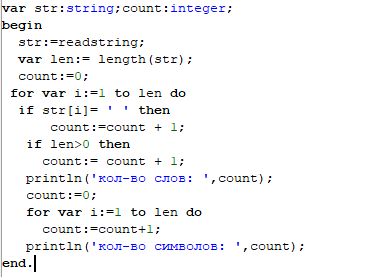 var str:string;count:integer;
begin
str:=readstring;
var len:= length(str);
count:=0;
for var i:=1 to len do
if str[i]= ' ' then
count:=count + 1;
if len>0 then
count:= count + 1;
println('кол-во слов: ',count);
count:=0;
for var i:=1 to len do
count:=count+1;
println('кол-во символов: ',count);
end.